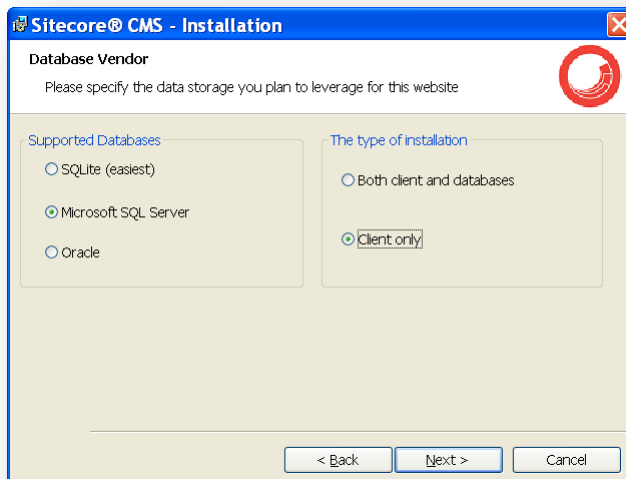 Sitecore® CMS - Installation
Database Vendor
Please specify the data storage you plan to leverage for this website
Supported Databases
SQLite (easiest)
Microsoft SQL Server
Oracle
The type of installation
Both client and databases
Client only
< Back
Next >
Cancel